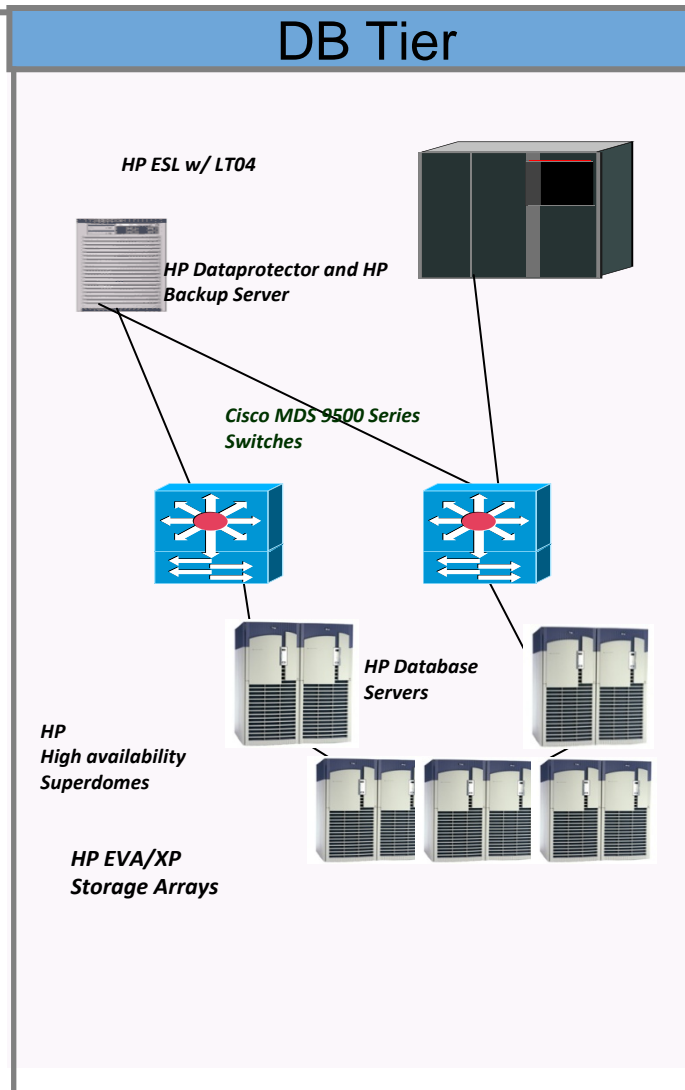 DB Tier
HP ESL w/ LT04
HP Dataprotector and HP
Backup Server
Cisco MDS 9500 Series
Switches
HP Database
Servers
HP
High availability
Superdomes
HP EVA/XP
Storage Arrays